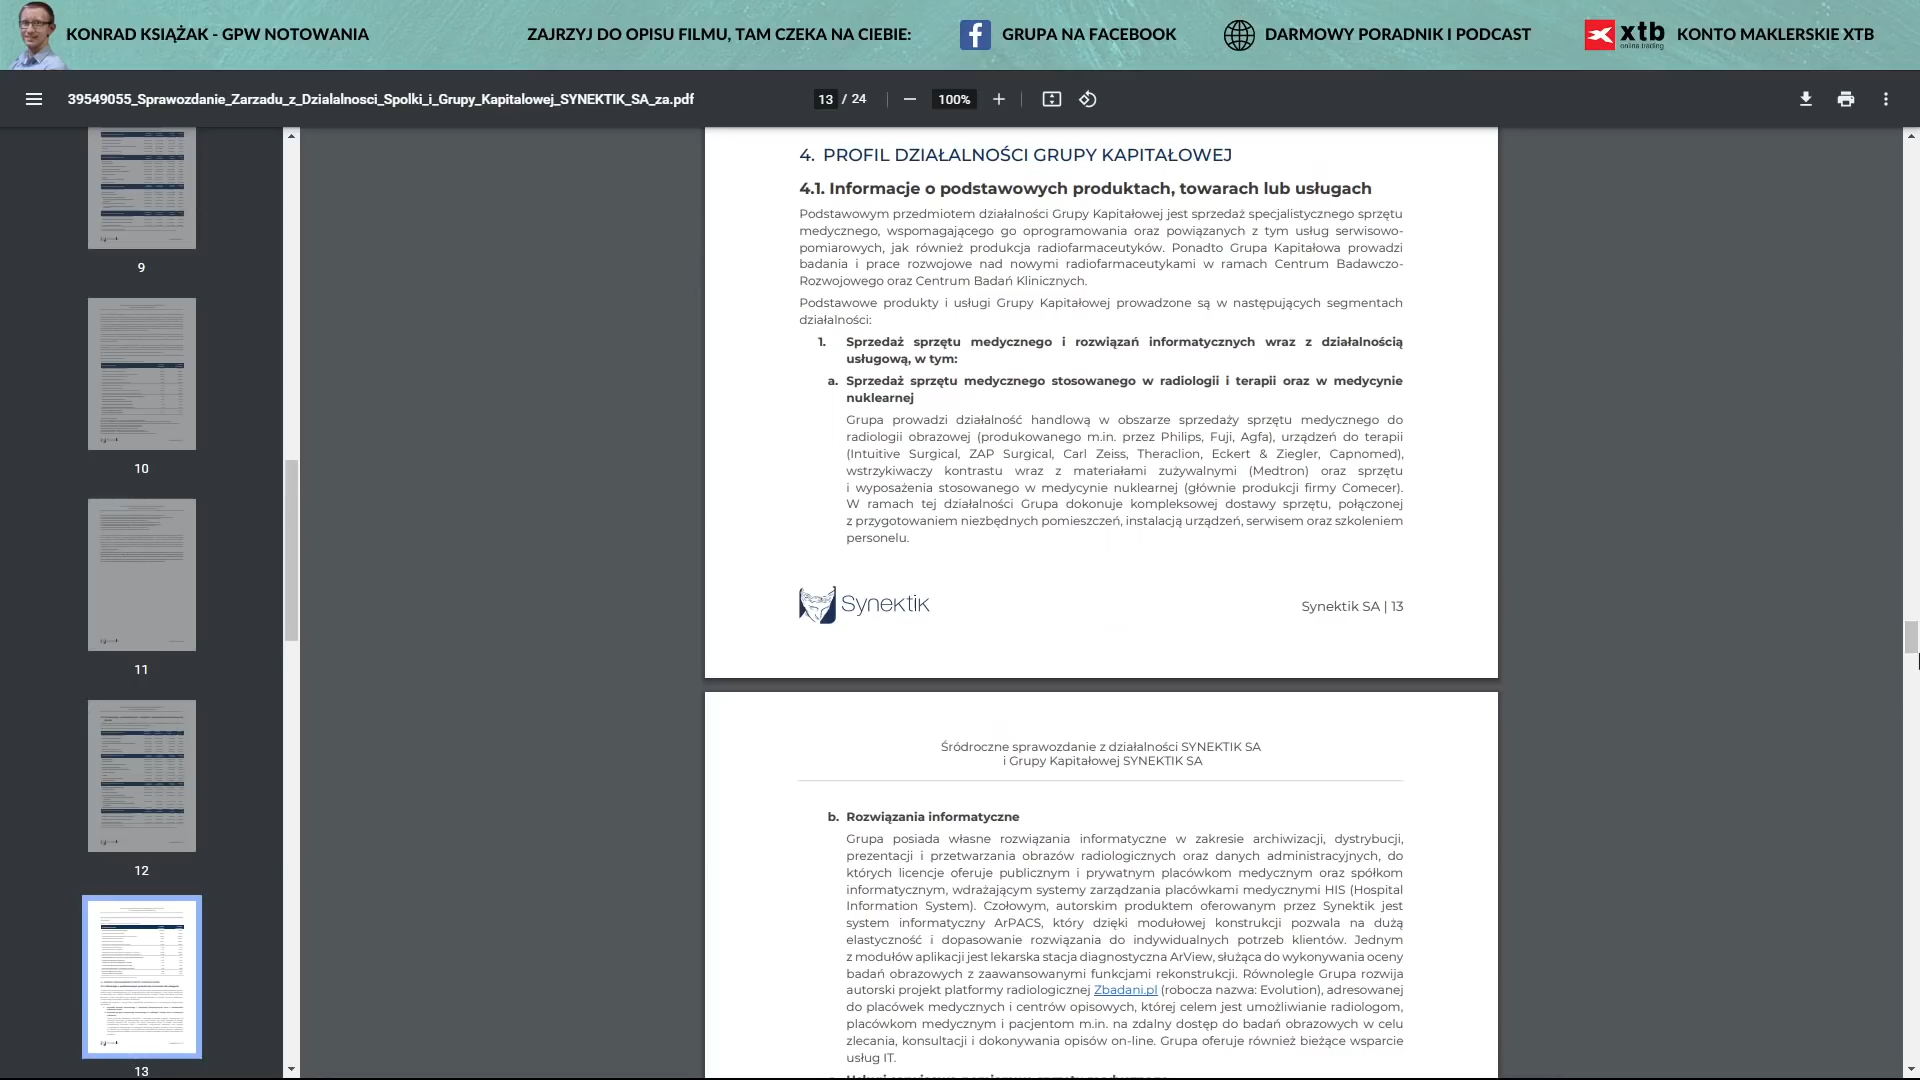 KONRAD KSIĄŻAK - GPW NOTOWANIA
ZAJRZYJ DO OPISU FILMU, TAM CZEKA NA CIEBIE:
GRUPA NA FACEBOOK
DARMOWY PORADNIK I PODCAST
xtb
online trading
KONTO MAKLERSKIE XTB
39549055_Sprawozdanie_Zarzadu_z_Dzialalnosci_Spolki_i_Grupy_Kapitalowej_SYNEKTIK_SA_za.pdf
13 / 24
100%
9
10
11
12
13
4. PROFIL DZIAŁALNOŚCI GRUPY KAPITAŁOWEJ
4.1. Informacje o podstawowych produktach, towarach lub usługach
Podstawowym przedmiotem działalności Grupy Kapitałowej jest sprzedaż specjalistycznego sprzętu
medycznego, wspomagającego go oprogramowania oraz powiązanych z tym usług serwisowo-
pomiarowych, jak również produkcja radiofarmaceutyków. Ponadto Grupa Kapitałowa prowadzi
badania i prace rozwojowe nad nowymi radiofarmaceutykami w ramach Centrum Badawczo-
Rozwojowego oraz Centrum Badań Klinicznych.
Podstawowe produkty i usługi Grupy Kapitałowej prowadzone są w następujących segmentach
działalności:
1. Sprzedaż sprzętu medycznego i rozwiązań informatycznych wraz z działalnością
usługową, w tym:
a. Sprzedaż sprzętu medycznego stosowanego w radiologii i terapii oraz w medycynie
nuklearnej
Grupa prowadzi działalność handlową w obszarze sprzedaży sprzętu medycznego do
radiologii obrazowej (produkowanego m.in. przez Philips, Fuji, Agfa), urządzeń do terapii
(Intuitive Surgical, ZAP Surgical, Carl Zeiss, Theraclion, Eckert & Ziegler, Capnomed),
wstrzykiwaczy kontrastu wraz z materiałami zużywalnymi (Medtron) oraz sprzętu
i wyposażenia stosowanego w medycynie nuklearnej (głównie produkcji firmy Comecer).
W ramach tej działalności Grupa dokonuje kompleksowej dostawy sprzętu, połączonej
z przygotowaniem niezbędnych pomieszczeń, instalacją urządzeń, serwisem oraz szkoleniem
personelu.
Synektik
Synektik SA | 13
Śródroczne sprawozdanie z działalności SYNEKTIK SA
i Grupy Kapitałowej SYNEKTIK SA
b. Rozwiązania informatyczne
Grupa posiada własne rozwiązania informatyczne w zakresie archiwizacji, dystrybucji,
prezentacji i przetwarzania obrazów radiologicznych oraz danych administracyjnych, do
których licencje oferuje publicznym i prywatnym placówkom medycznym oraz spółkom
informatycznym, wdrażającym systemy zarządzania placówkami medycznymi HIS (Hospital
Information System). Czołowym, autorskim produktem oferowanym przez Synektik jest
system informatyczny ArPACS, który dzięki modułowej konstrukcji pozwala na dużą
elastyczność i dopasowanie rozwiązania do indywidualnych potrzeb klientów. Jednym
z modułów aplikacji jest lekarska stacja diagnostyczna ArView, służąca do wykonywania oceny
badań obrazowych z zaawansowanymi funkcjami rekonstrukcji. Równolegle Grupa rozwija
autorski projekt platformy radiologicznej Zbadani.pl (robocza nazwa: Evolution), adresowanej
do placówek medycznych i centrów opisowych, której celem jest umożliwianie radiologom,
placówkom medycznym i pacjentom m.in. na zdalny dostęp do badań obrazowych w celu
zlecania, konsultacji i dokonywania opisów on-line. Grupa oferuje również bieżące wsparcie
usług IT.